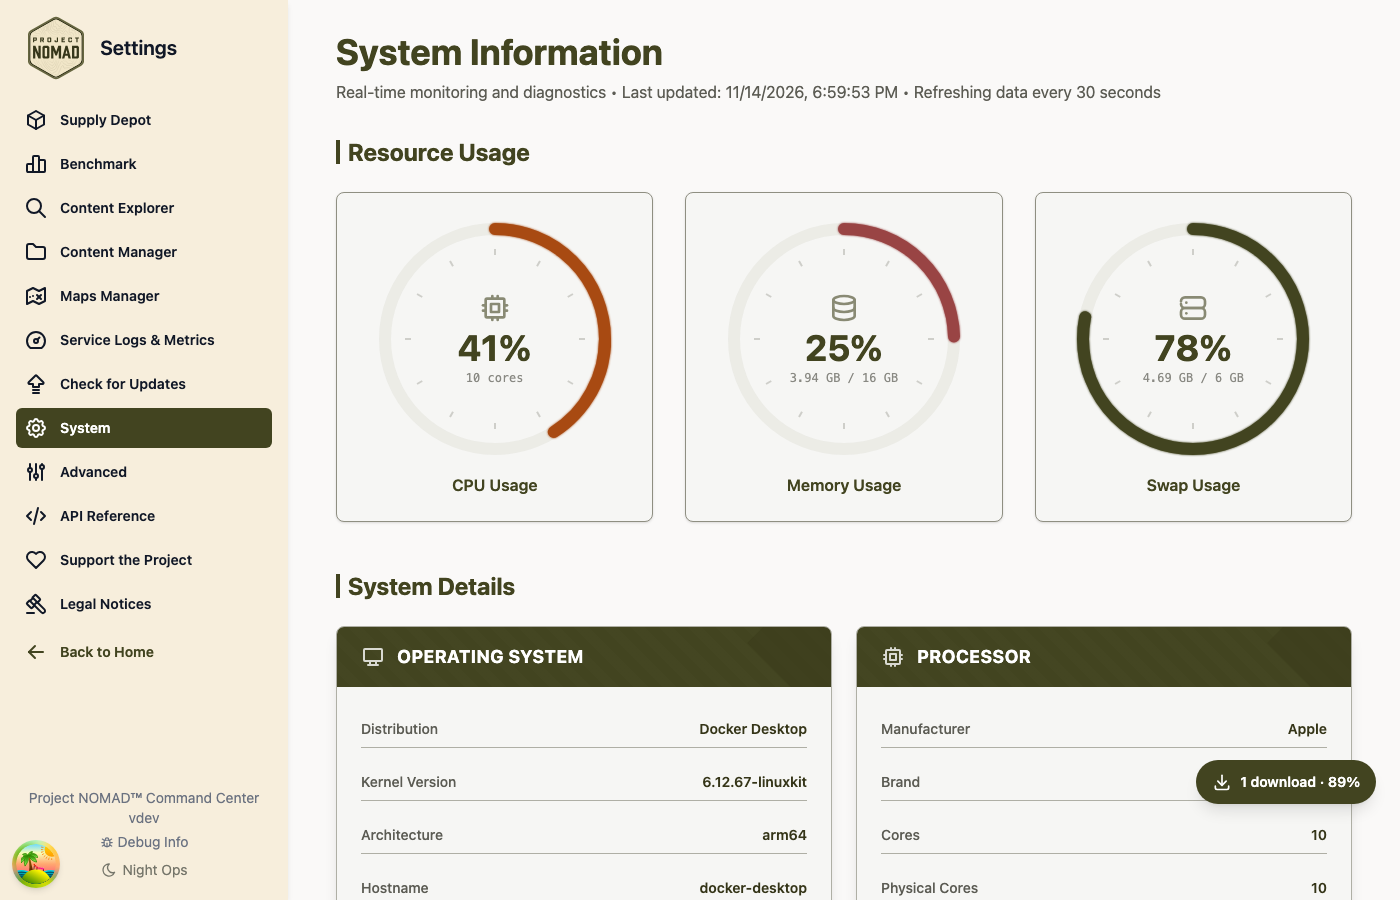 PROJECT
NOMAD
Settings
Supply Depot
Benchmark
Content Explorer
Content Manager
Maps Manager
Service Logs & Metrics
Check for Updates
System
Advanced
API Reference
Support the Project
Legal Notices
Back to Home
Project NOMAD™ Command Center
vdev
Debug Info
Night Ops
System Information
Real-time monitoring and diagnostics • Last updated: 11/14/2026, 6:59:53 PM • Refreshing data every 30 seconds
Resource Usage
41%
10 cores
CPU Usage
25%
3.94 GB / 16 GB
Memory Usage
78%
4.69 GB / 6 GB
Swap Usage
System Details
OPERATING SYSTEM
Distribution Docker Desktop
Kernel Version 6.12.67-linuxkit
Architecture arm64
Hostname docker-desktop
PROCESSOR
Manufacturer Apple
Brand
1 download · 89%
Cores 10
Physical Cores 10